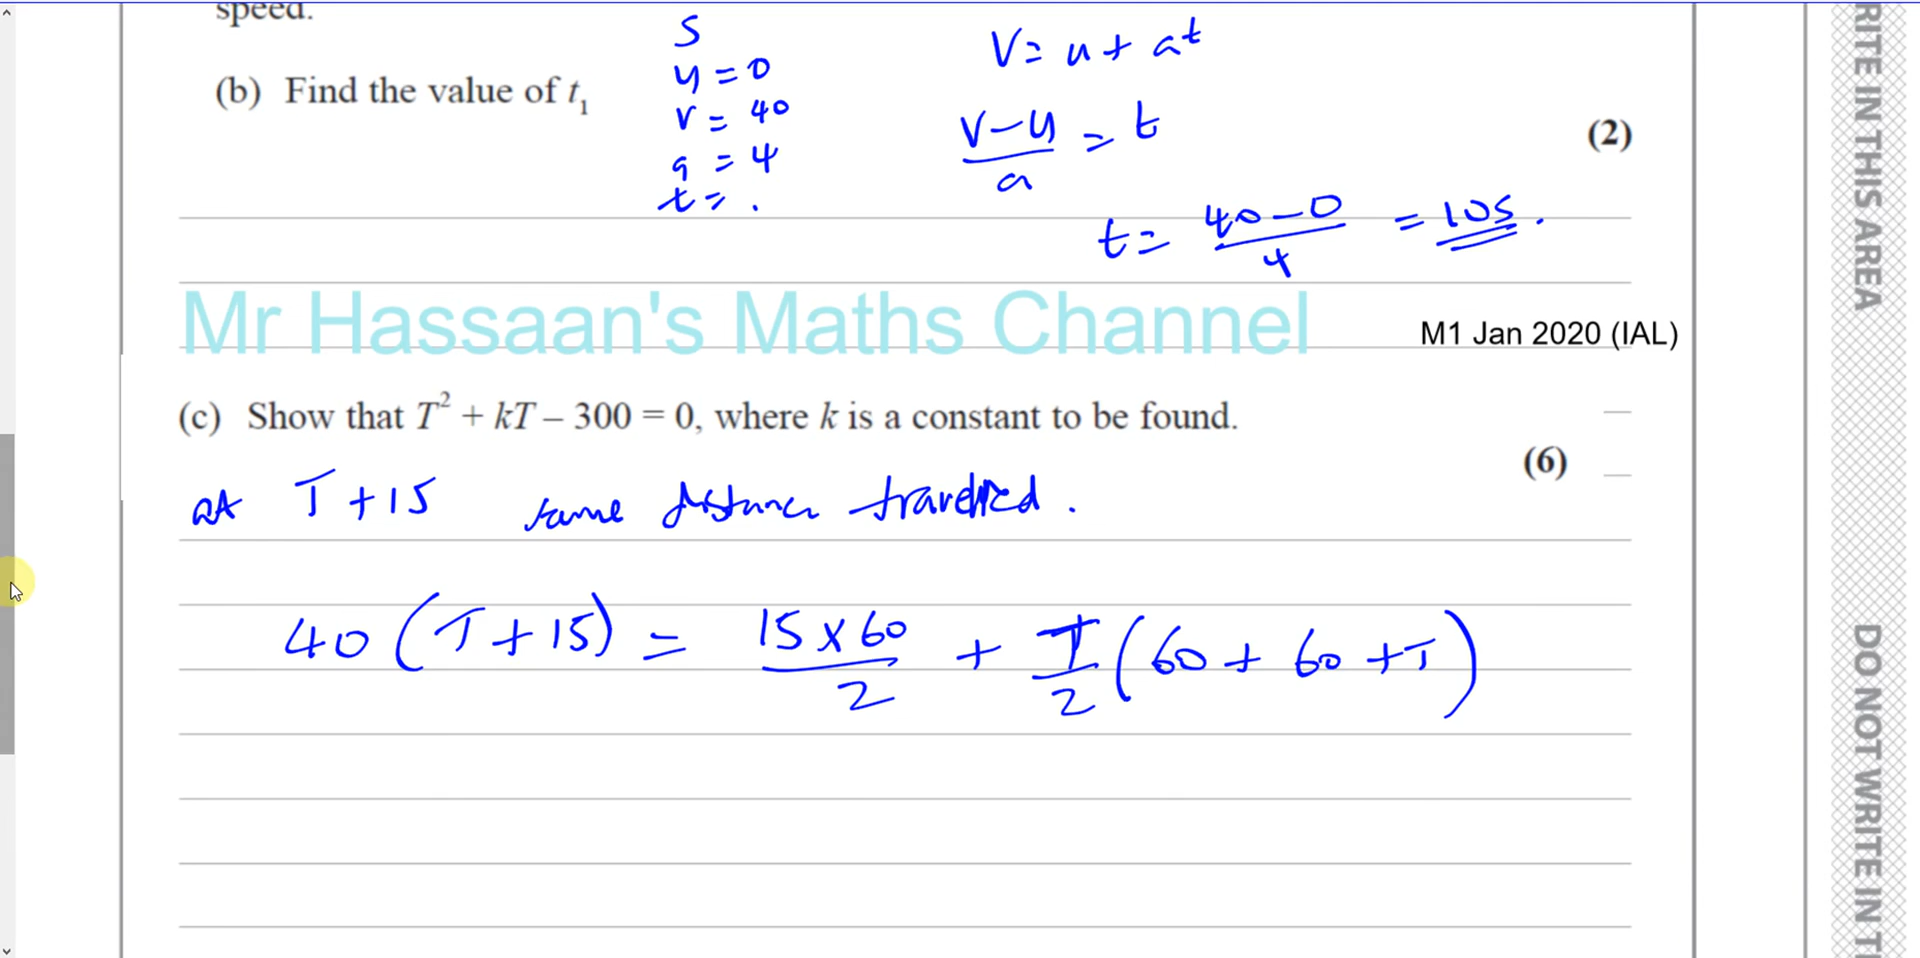 speed.
(b) Find the value of t₁
(2)
S
u = 0
v = 40
a = 4
t = .
V = u + at
V - u / a = t
t = 40 - 0 / 4 = 10s.
Mr Hassaan's Maths Channel
M1 Jan 2020 (IAL)
(c) Show that T² + kT – 300 = 0, where k is a constant to be found.
(6)
at T + 15 same distance travelled.
40 (T + 15) = 15 x 60 / 2 + T / 2 (60 + 60 + T)
RITE IN THIS AREA
DO NOT WRITE IN T